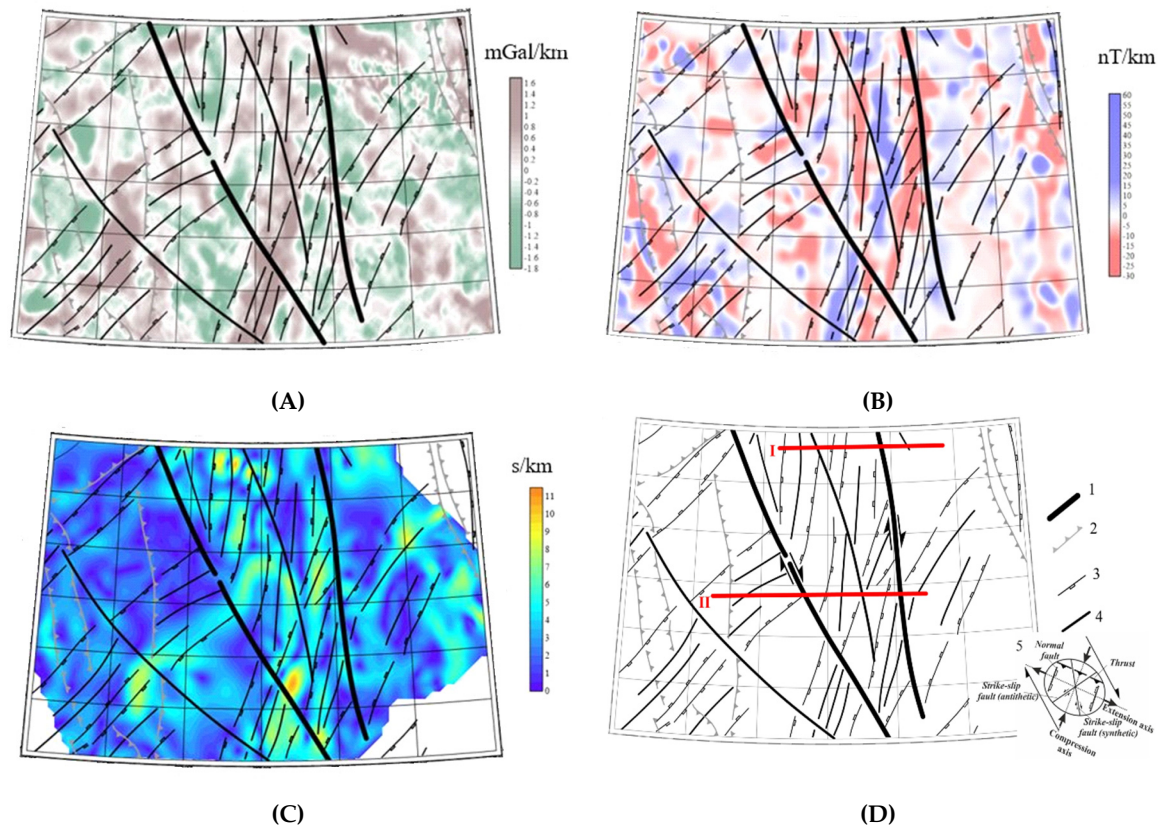 mGal/km
1 6
1 4
1.2
1
0.8
0.6
0.4
0.2
0
-0.2
-0.4
-0.6
-0.8
-1
-1.2
-1.4
-1.6
-1.8
(A)
nT/km
60
55
50
45
40
35
30
25
20
15
10
5
0
-5
-10
-15
-20
-25
-30
(B)
s/km
11
10
9
8
7
6
5
4
3
2
1
0
(C)
I
II
1
2
3
4
5
Normal
fault
Thrust
Strike-slip
fault (antithetic)
Extension axis
Strike-slip
fault (synthetic)
Compression
axis
(D)